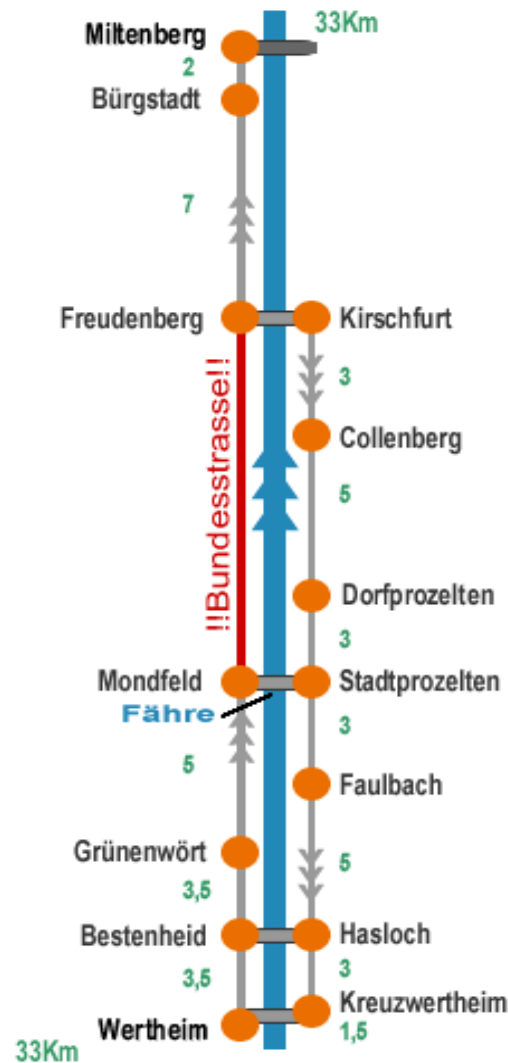 33Km
Miltenberg
2
Bürgstadt
7
Freudenberg
Kirschfurt
3
!!Bundesstrasse!!
Collenberg
5
Dorfprozelten
3
Mondfeld
Stadtprozelten
Fähre
3
5
Faulbach
Grünenwört
5
3,5
Bestenheid
Hasloch
3
3,5
Kreuzwertheim
Wertheim
1,5
33Km